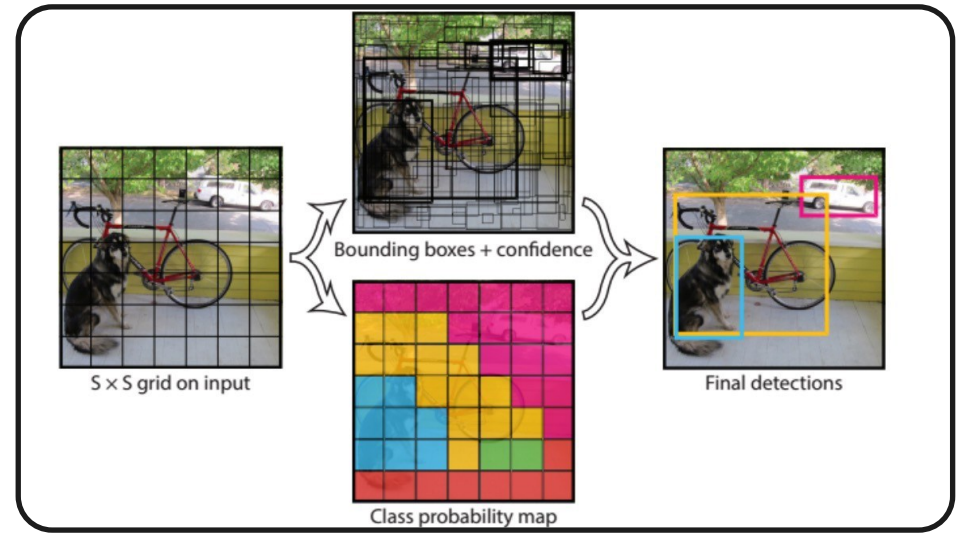 S × S grid on input
Bounding boxes + confidence
Class probability map
Final detections